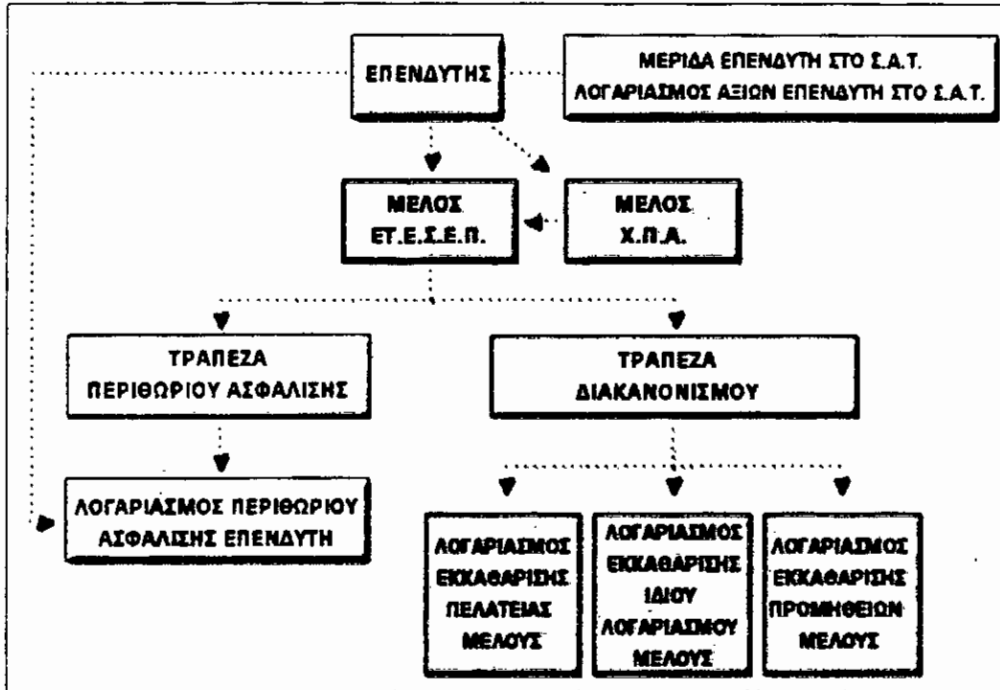 ΕΠΕΝΔΥΤΗΣ
ΜΕΡΙΔΑ ΕΠΕΝΔΥΤΗ ΣΤΟ Σ.Α.Τ.
ΛΟΓΑΡΙΑΣΜΟΣ ΑΞΙΩΝ ΕΠΕΝΔΥΤΗ ΣΤΟ Σ.Α.Τ.
ΜΕΛΟΣ
ΕΤ.Ε.Σ.Ε.Π.
ΜΕΛΟΣ
Χ.Π.Α.
ΤΡΑΠΕΖΑ
ΠΕΡΙΘΩΡΙΟΥ ΑΣΦΑΛΙΣΗΣ
ΤΡΑΠΕΖΑ
ΔΙΑΚΑΝΟΝΙΣΜΟΥ
ΛΟΓΑΡΙΑΣΜΟΣ ΠΕΡΙΘΩΡΙΟΥ
ΑΣΦΑΛΙΣΗΣ ΕΠΕΝΔΥΤΗ
ΛΟΓΑΡΙΑΣΜΟΣ
ΕΚΚΑΘΑΡΙΣΗΣ
ΠΕΛΑΤΕΙΑΣ
ΜΕΛΟΥΣ
ΛΟΓΑΡΙΑΣΜΟΣ
ΕΚΚΑΘΑΡΙΣΗΣ
ΙΔΙΟΥ
ΛΟΓΑΡΙΑΣΜΟΥ
ΜΕΛΟΥΣ
ΛΟΓΑΡΙΑΣΜΟΣ
ΕΚΚΑΘΑΡΙΣΗΣ
ΠΡΟΜΗΘΕΙΩΝ
ΜΕΛΟΥΣ